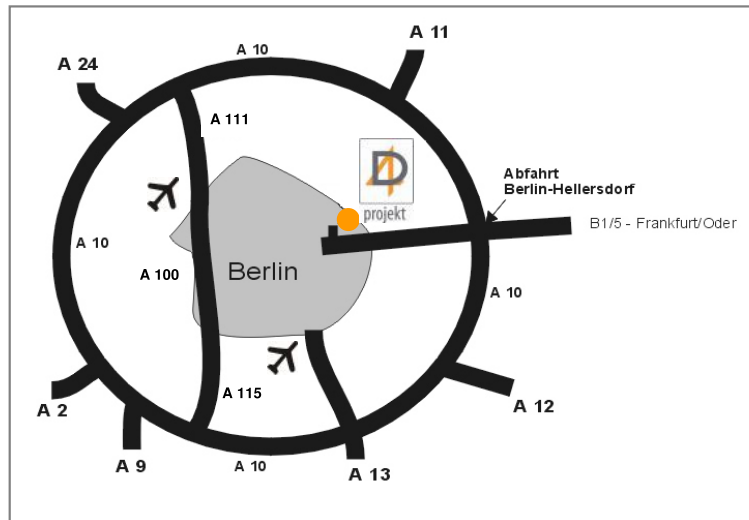 A 11
A 10
A 24
A 111
Abfahrt
Berlin-Hellersdorf
projekt
B1/5 - Frankfurt/Oder
A 10
A 100
Berlin
A 10
A 115
A 2
A 12
A 9
A 10
A 13